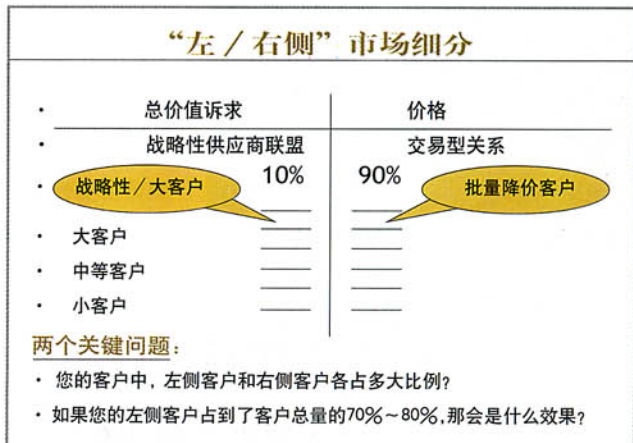 “左／右侧”市场细分
· 总价值诉求 价格
· 战略性供应商联盟 交易型关系
· 战略性／大客户 10% 90% 批量降价客户
· 大客户
· 中等客户
· 小客户
两个关键问题：
· 您的客户中，左侧客户和右侧客户各占多大比例？
· 如果您的左侧客户占到了客户总量的70%～80%，那会是什么效果？